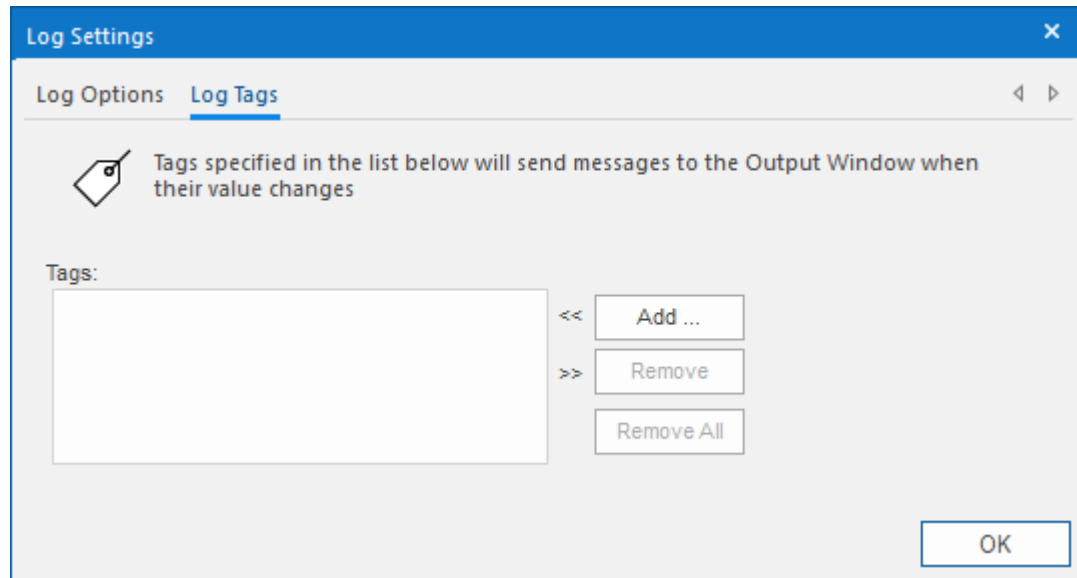 Log Settings
Log Options Log Tags
Tags specified in the list below will send messages to the Output Window when
their value changes
Tags:
<< Add ...
>> Remove
Remove All
OK